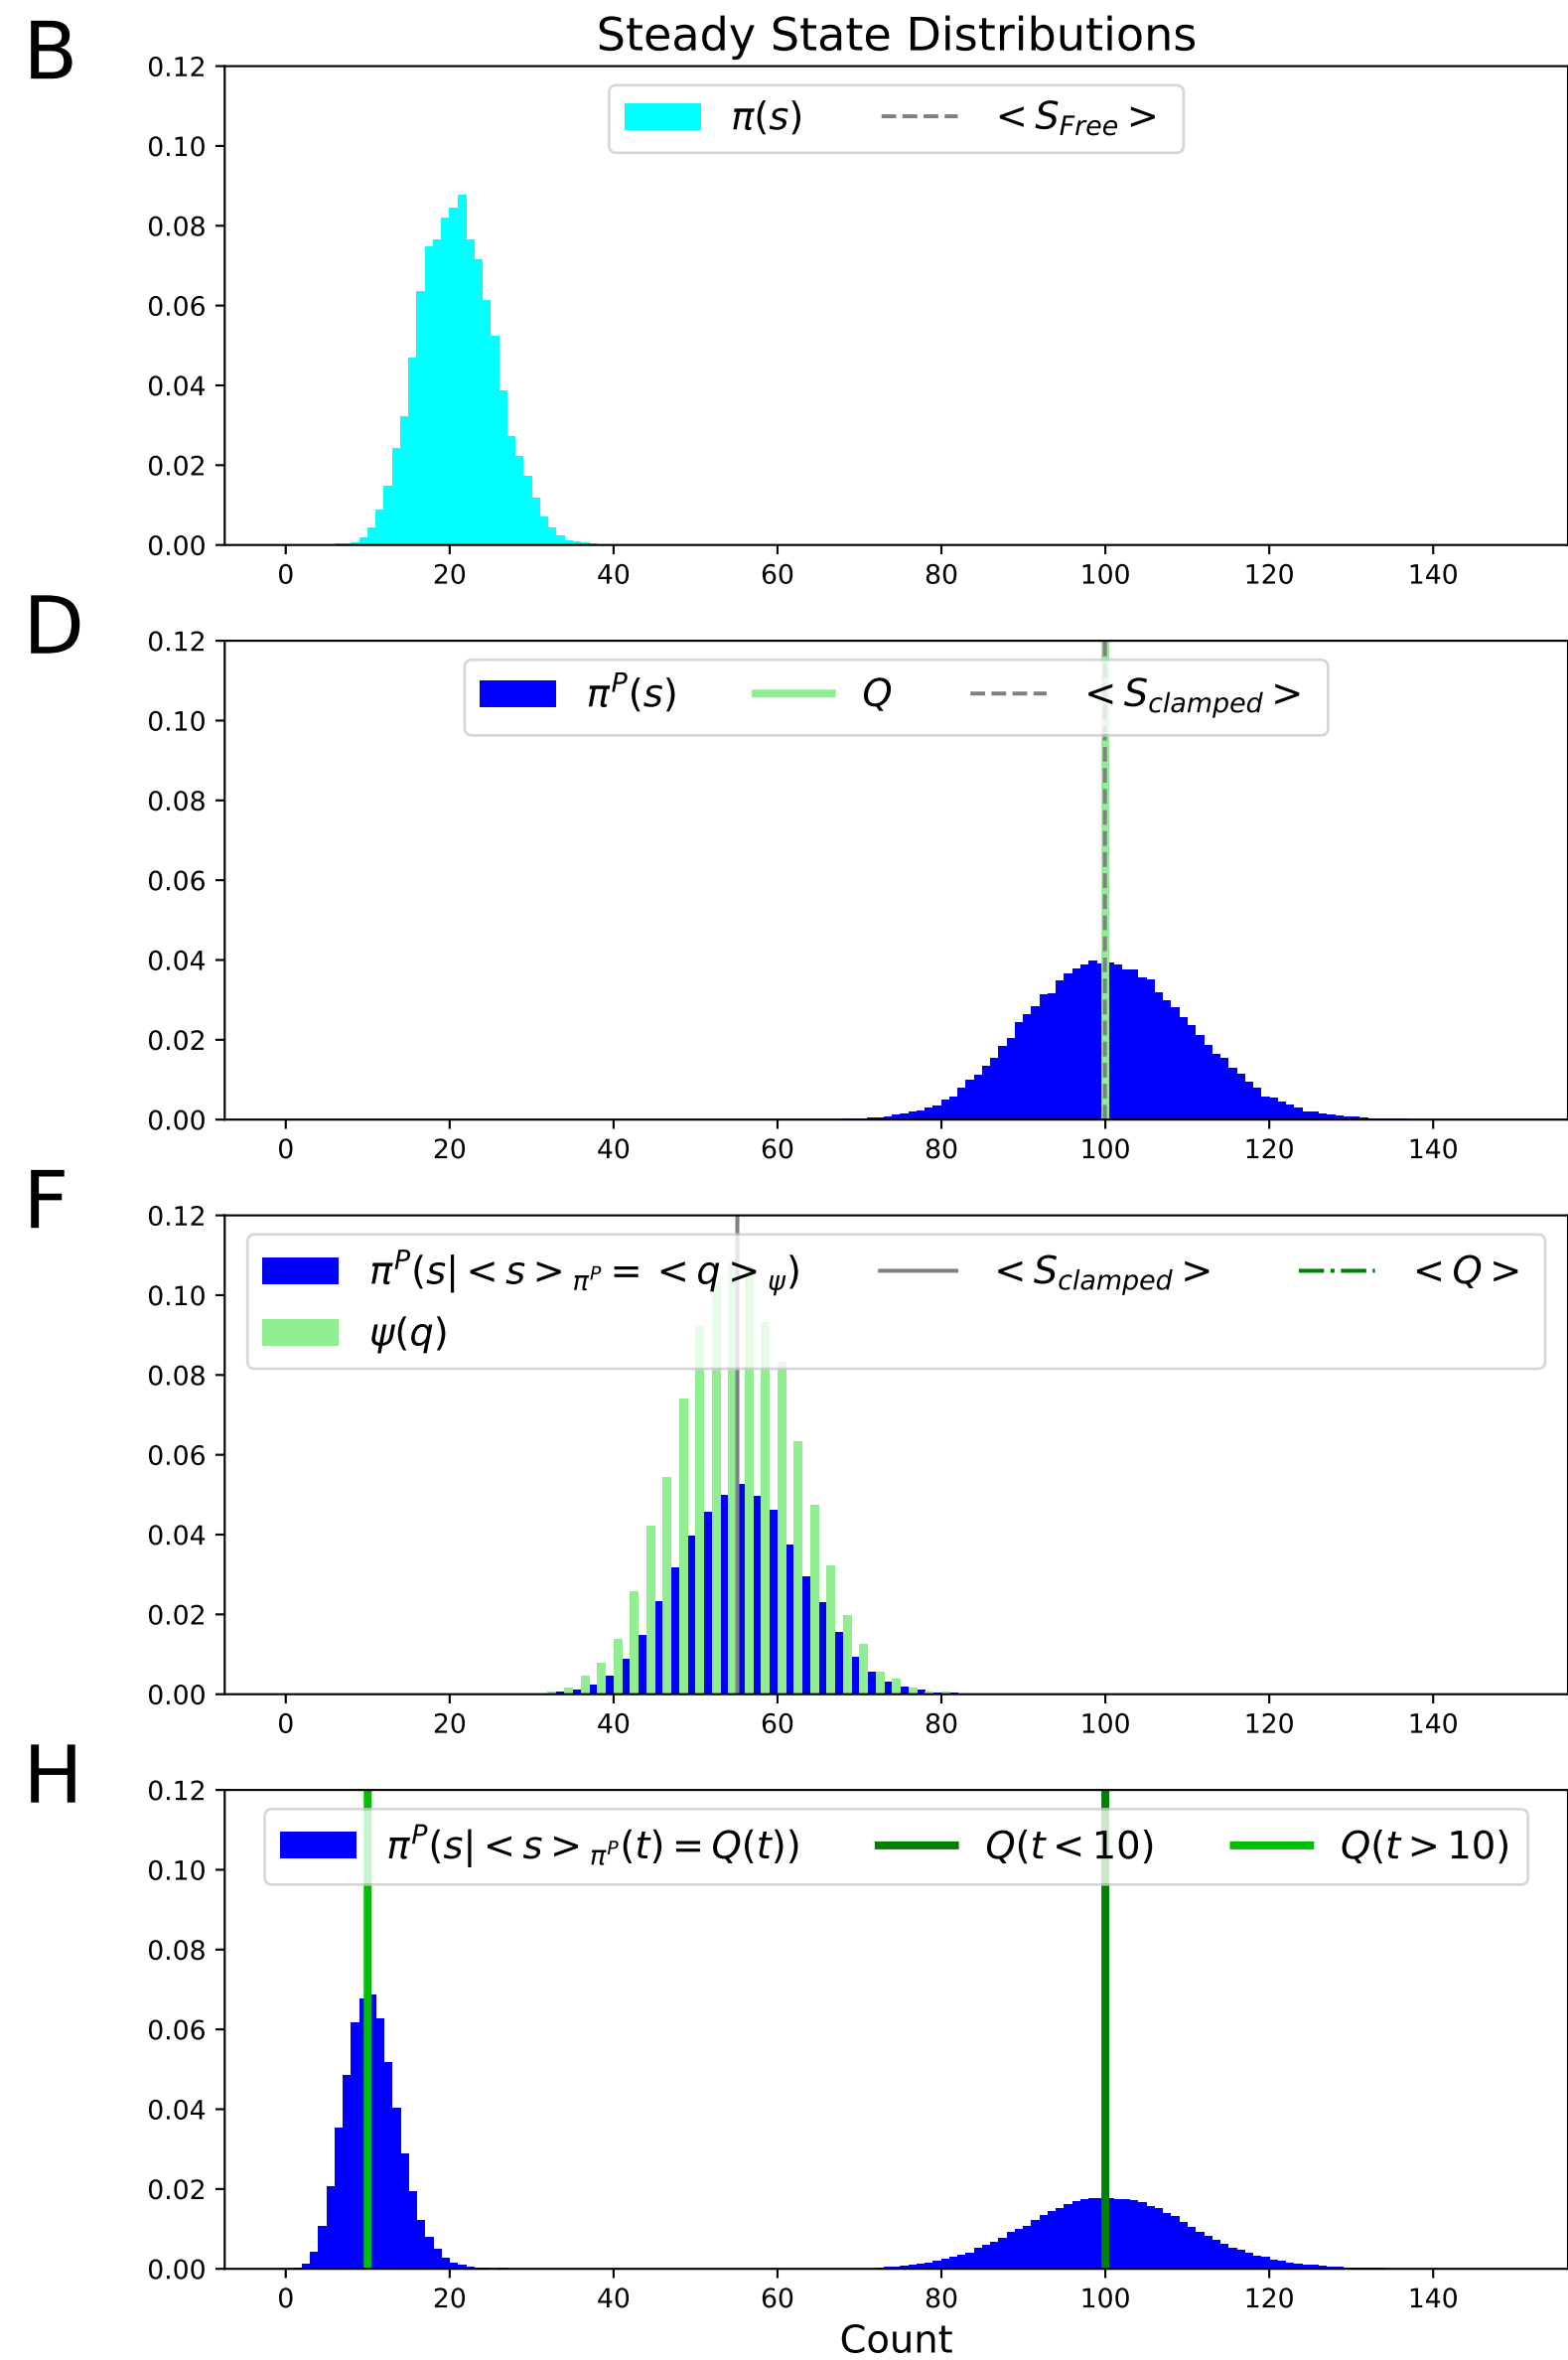 B
Steady State Distributions
0.12
π(s) < S_Free >
0.10
0.08
0.06
0.04
0.02
0.00
0 20 40 60 80 100 120 140
D
0.12
π^P(s) Q < S_clamped >
0.10
0.08
0.06
0.04
0.02
0.00
0 20 40 60 80 100 120 140
F
0.12
π^P(s| < s > _π^P = < q > _ψ) < S_clamped > < Q >
0.10
ψ(q)
0.08
0.06
0.04
0.02
0.00
0 20 40 60 80 100 120 140
H
0.12
π^P(s| < s > _π^P(t) = Q(t)) Q(t < 10) Q(t > 10)
0.10
0.08
0.06
0.04
0.02
0.00
0 20 40 60 80 100 120 140
Count